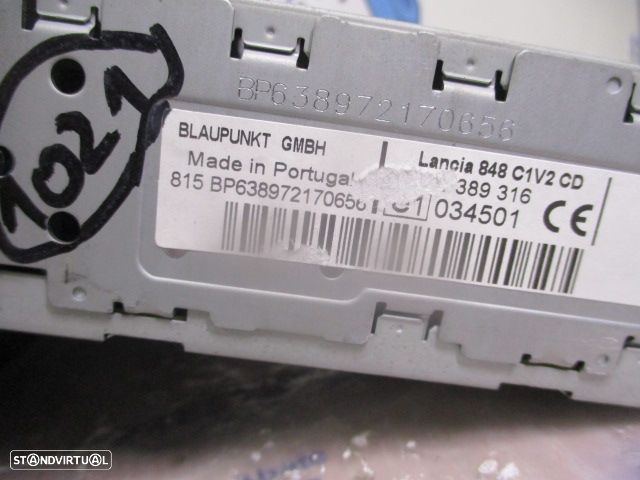 1021
BP638972170656
BLAUPUNKT GMBH
Made in Portugal
815 BP638972170656
Lancia 848 C1V2 CD
389 316
034501 CE
STANDVIRTUAL